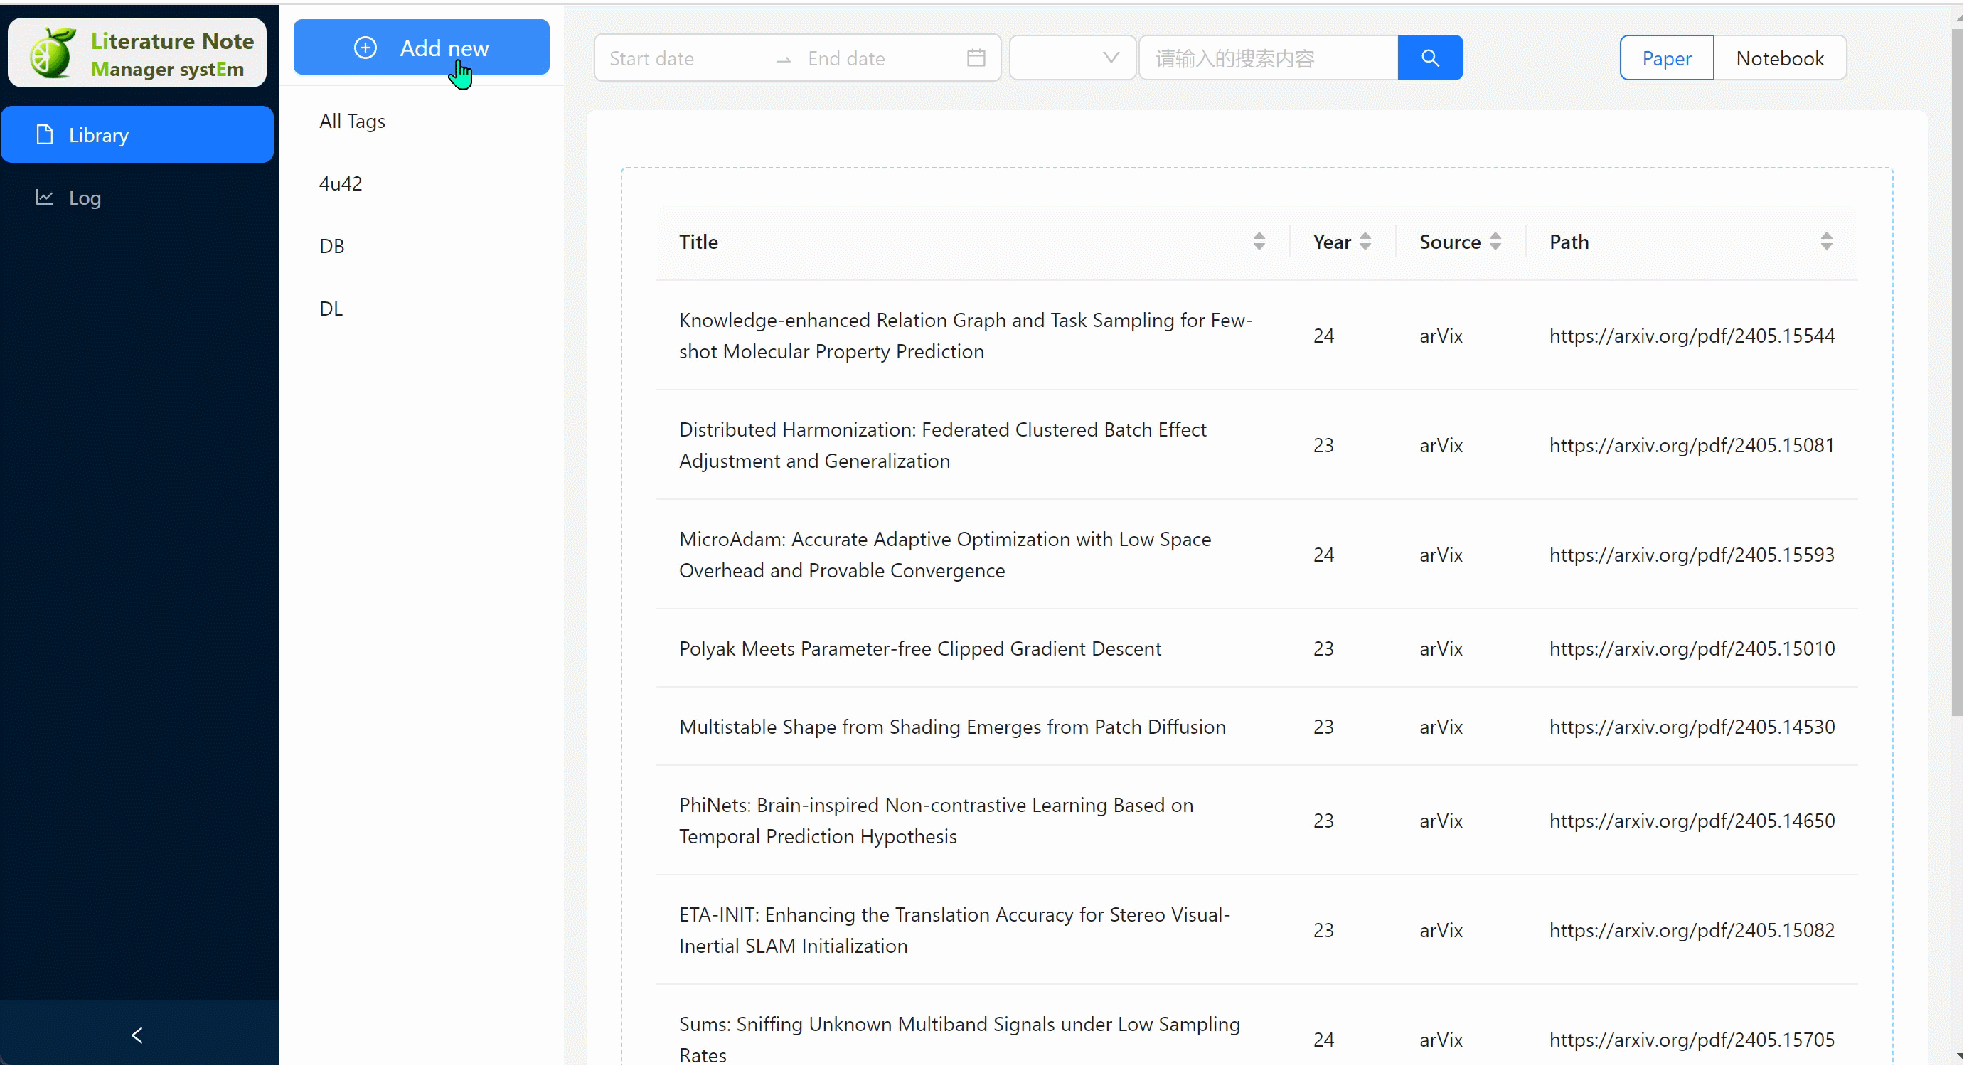 Literature Note
Manager systEm
Library
Log
Add new
All Tags
4u42
DB
DL
Start date
End date
请输入的搜索内容
Paper
Notebook
Title
Year
Source
Path
Knowledge-enhanced Relation Graph and Task Sampling for Few-
shot Molecular Property Prediction
24
arVix
https://arxiv.org/pdf/2405.15544
Distributed Harmonization: Federated Clustered Batch Effect
Adjustment and Generalization
23
arVix
https://arxiv.org/pdf/2405.15081
MicroAdam: Accurate Adaptive Optimization with Low Space
Overhead and Provable Convergence
24
arVix
https://arxiv.org/pdf/2405.15593
Polyak Meets Parameter-free Clipped Gradient Descent
23
arVix
https://arxiv.org/pdf/2405.15010
Multistable Shape from Shading Emerges from Patch Diffusion
23
arVix
https://arxiv.org/pdf/2405.14530
PhiNets: Brain-inspired Non-contrastive Learning Based on
Temporal Prediction Hypothesis
23
arVix
https://arxiv.org/pdf/2405.14650
ETA-INIT: Enhancing the Translation Accuracy for Stereo Visual-
Inertial SLAM Initialization
23
arVix
https://arxiv.org/pdf/2405.15082
Sums: Sniffing Unknown Multiband Signals under Low Sampling
Rates
24
arVix
https://arxiv.org/pdf/2405.15705